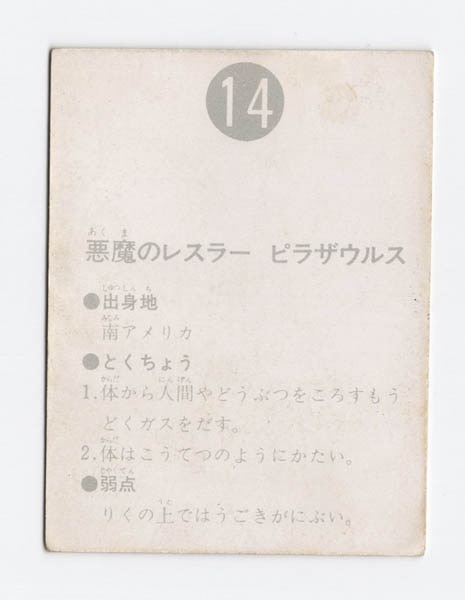 14
悪魔のレスラー ピラザウルス
●出身地
南アメリカ
●とくちょう
1.体から人間やどうぶつをころすもう
どくガスをだす。
2.体はこうてつのようにかたい。
●弱点
りくの上ではうごきがにぶい。